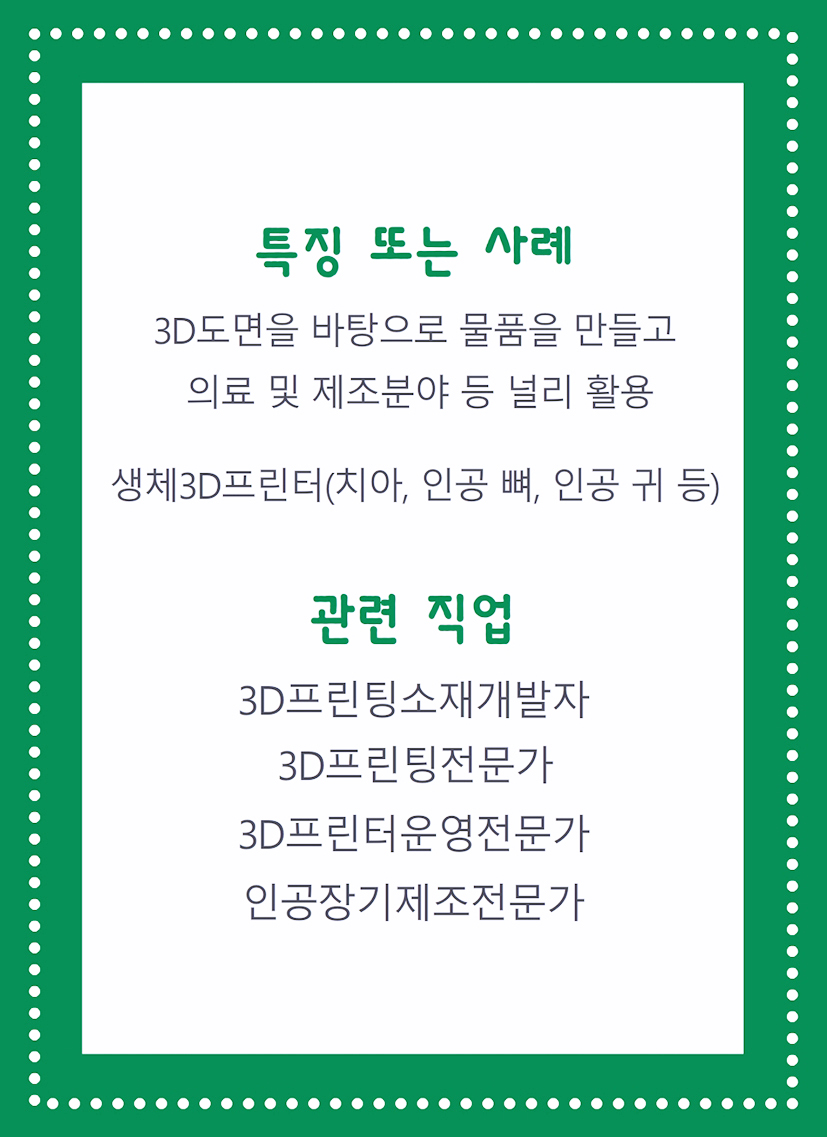 특징 또는 사례
3D도면을 바탕으로 물품을 만들고
의료 및 제조분야 등 널리 활용
생체3D프린터(치아, 인공 뼈, 인공 귀 등)
관련 직업
3D프린팅소재개발자
3D프린팅전문가
3D프린터운영전문가
인공장기제조전문가